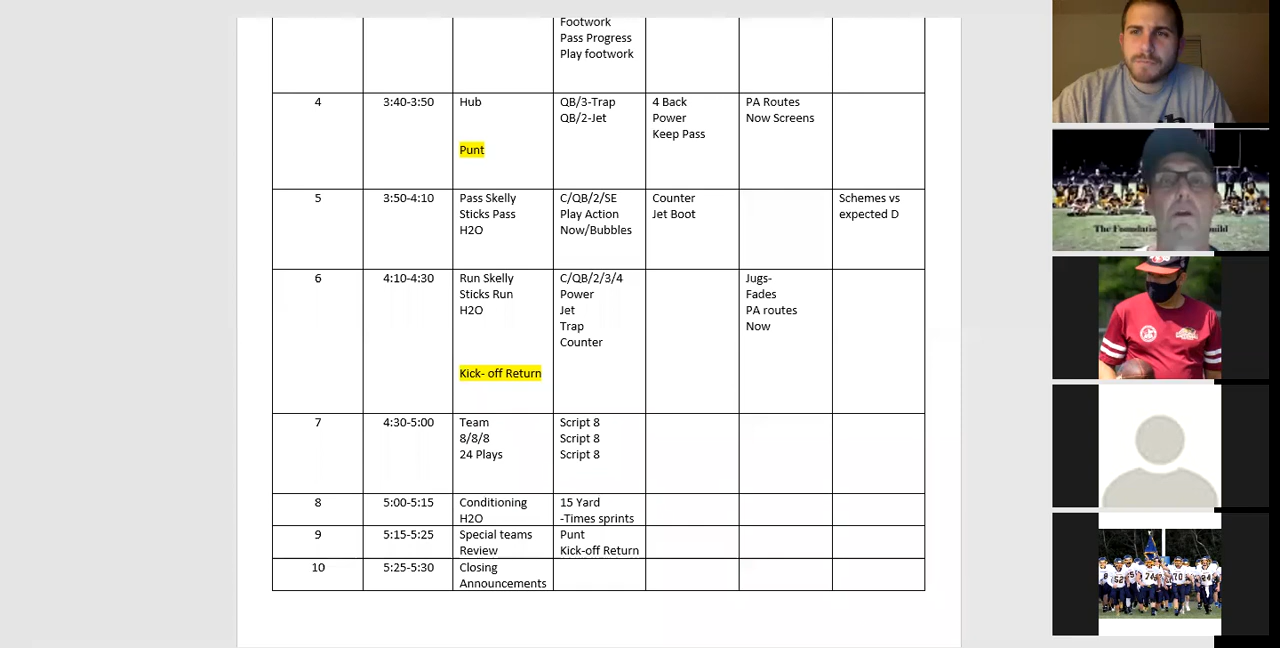 Footwork
Pass Progress
Play footwork
4 3:40-3:50 Hub QB/3-Trap 4 Back PA Routes
QB/2-Jet Power Now Screens
Keep Pass
Punt
5 3:50-4:10 Pass Skelly C/QB/2/SE Counter Schemes vs
Sticks Pass Play Action Jet Boot expected D
H2O Now/Bubbles
6 4:10-4:30 Run Skelly C/QB/2/3/4 Jugs-
Sticks Run Power Fades
H2O Jet PA routes
Trap Now
Counter
Kick- off Return
7 4:30-5:00 Team Script 8
8/8/8 Script 8
24 Plays Script 8
8 5:00-5:15 Conditioning 15 Yard
H2O -Times sprints
9 5:15-5:25 Special teams Punt
Review Kick-off Return
10 5:25-5:30 Closing
Announcements
The Foundatio